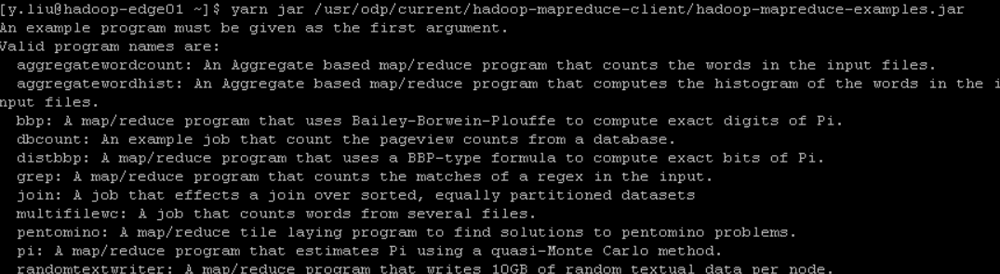 [y.liu@hadoop-edge01 ~]$ yarn jar /usr/odp/current/hadoop-mapreduce-client/hadoop-mapreduce-examples.jar
An example program must be given as the first argument.
Valid program names are:
  aggregatewordcount: An Aggregate based map/reduce program that counts the words in the input files.
  aggregatewordhist: An Aggregate based map/reduce program that computes the histogram of the words in the i
nput files.
  bbp: A map/reduce program that uses Bailey-Borwein-Plouffe to compute exact digits of Pi.
  dbcount: An example job that count the pageview counts from a database.
  distbbp: A map/reduce program that uses a BBP-type formula to compute exact bits of Pi.
  grep: A map/reduce program that counts the matches of a regex in the input.
  join: A job that effects a join over sorted, equally partitioned datasets
  multifilewc: A job that counts words from several files.
  pentomino: A map/reduce tile laying program to find solutions to pentomino problems.
  pi: A map/reduce program that estimates Pi using a quasi-Monte Carlo method.
  randomtextwriter: A map/reduce program that writes 10GB of random textual data per node.